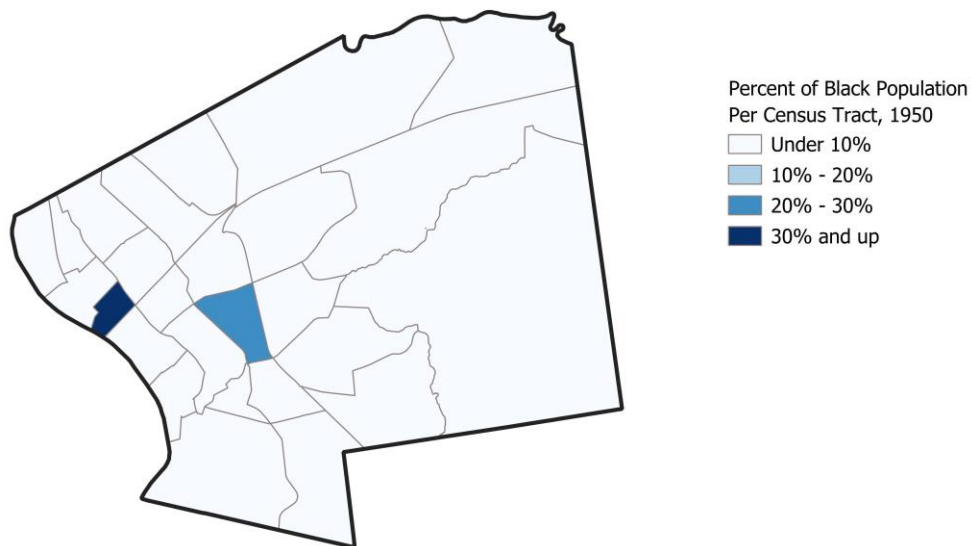 Percent of Black Population
Per Census Tract, 1950
Under 10%
10% - 20%
20% - 30%
30% and up